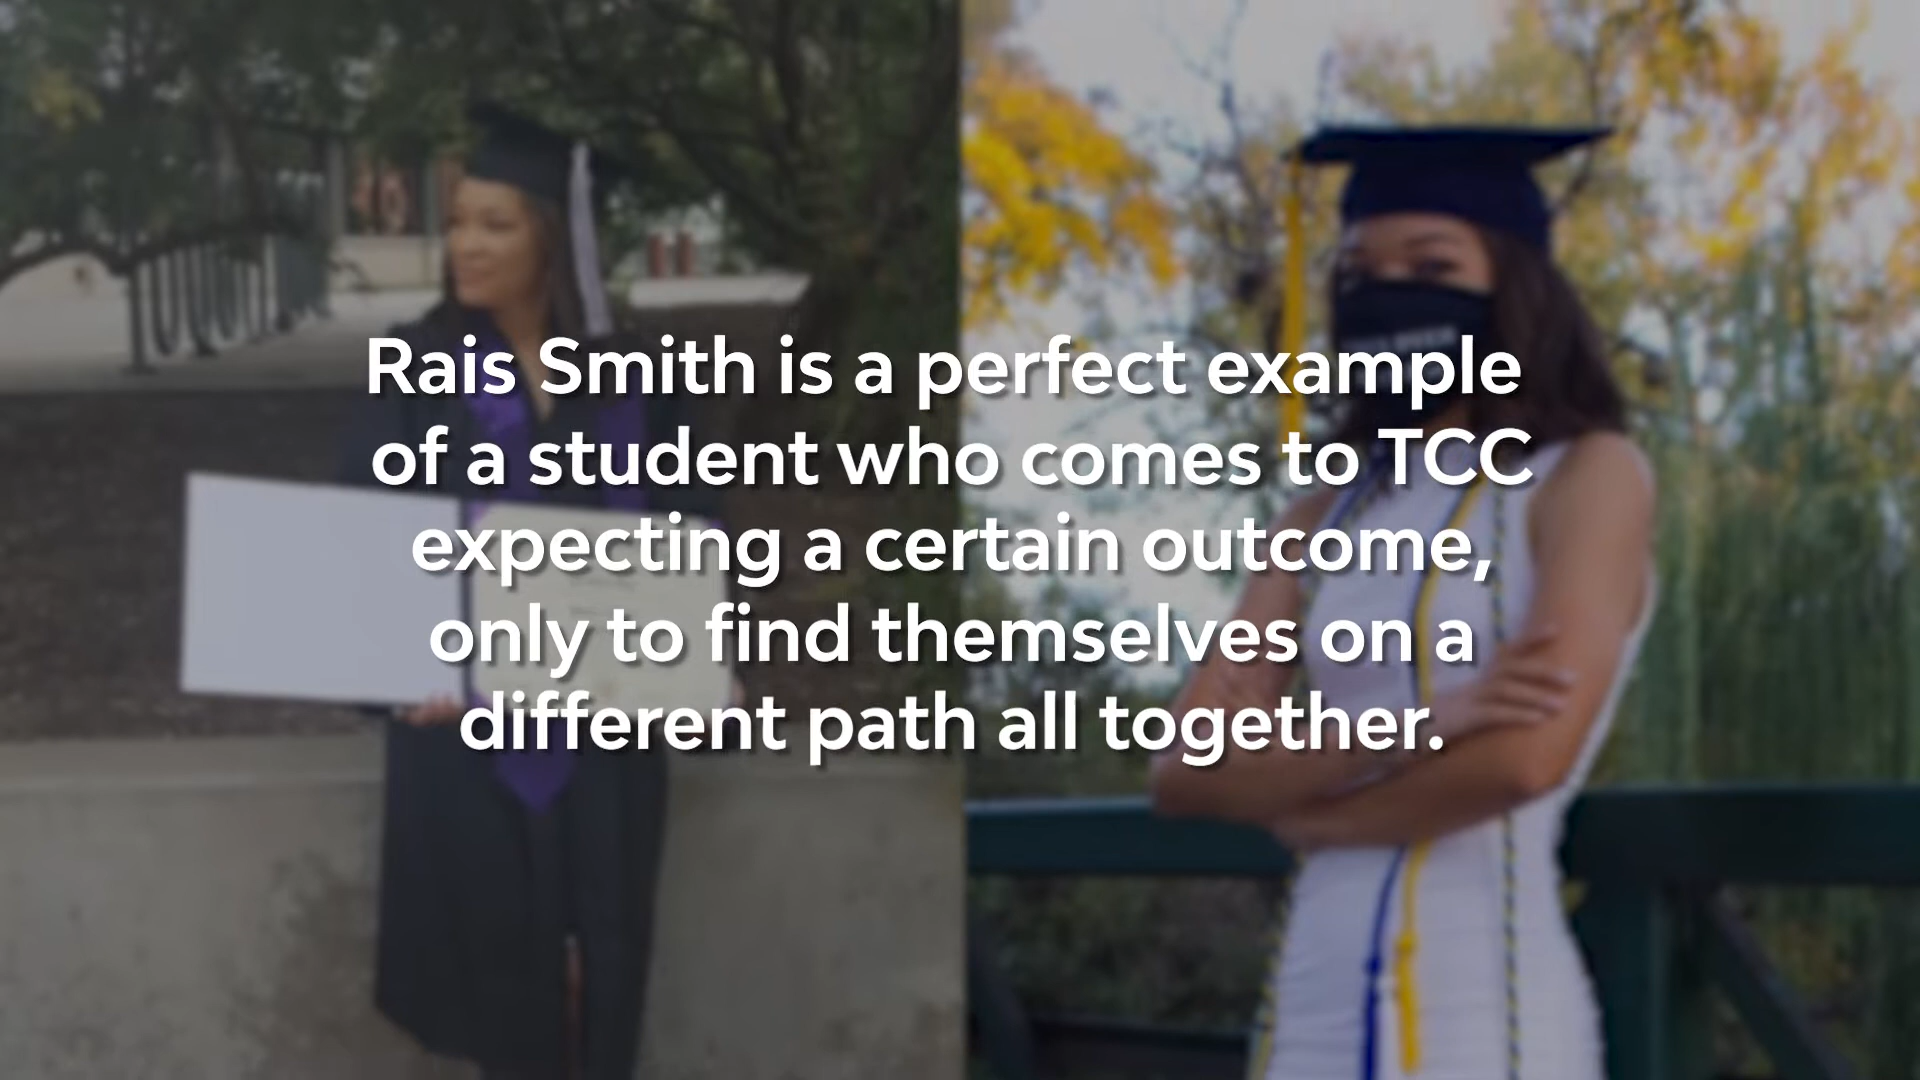 Rais Smith is a perfect example
of a student who comes to TCC
expecting a certain outcome,
only to find themselves on a
different path all together.